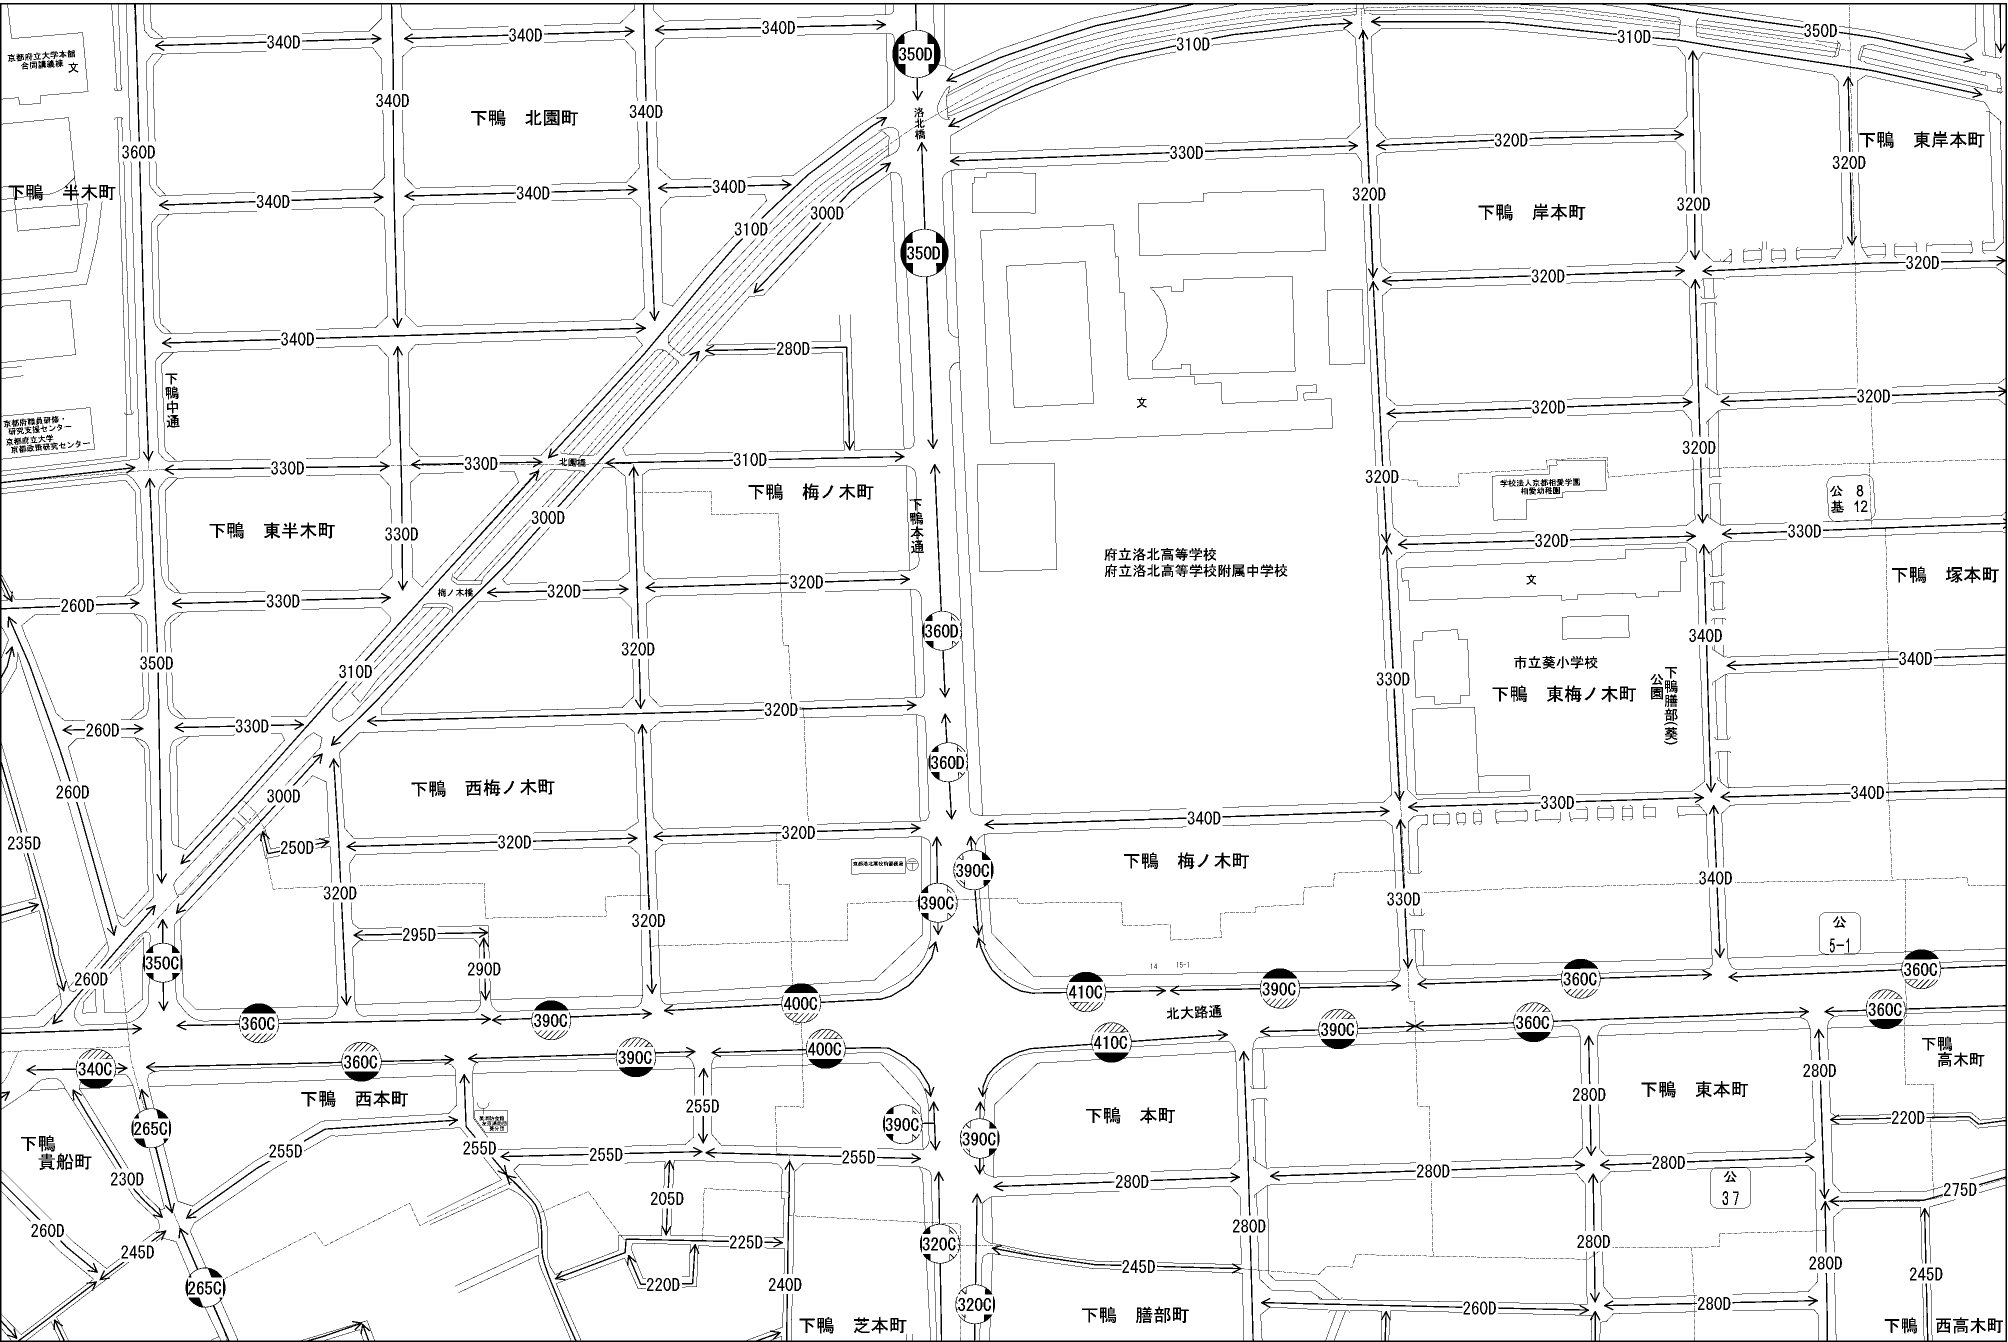 340D
340D
340D
350D
310D
310D
350D
京都府立大学本館
合同講義棟 文
340D
340D
下鴨 北園町
洛北橋
360D
330D
320D
320D
下鴨 東岸本町
下鴨 半木町
340D
340D
340D
300D
310D
320D
下鴨 岸本町
320D
350D
320D
320D
340D
280D
下鴨中通
京都府職員研修・
研究支援センター
京都府立大学
京都政策研究センター
文
320D
320D
320D
320D
330D
330D
北園橋
310D
下鴨 梅ノ木町
学校法人京都相愛学園
相愛幼稚園
公 8
基 12
下鴨 東半木町
330D
300D
下鴨本通
320D
330D
府立洛北高等学校
府立洛北高等学校附属中学校
文
下鴨 塚本町
260D
330D
梅ノ木橋
320D
320D
360D
340D
350D
310D
320D
330D
市立葵小学校
下鴨 東梅ノ木町
下鴨膳部(葵)
公園
340D
260D
330D
320D
360D
260D
300D
下鴨 西梅ノ木町
340D
330D
340D
235D
250D
320D
320D
京都洛北高校前郵便局
390C
下鴨 梅ノ木町
320D
320D
390C
330D
340D
295D
290D
公
5-1
260D
350C
14
15-1
360C
390C
400C
410C
390C
360C
360C
北大路通
340C
360C
390C
400C
410C
390C
360C
360C
下鴨
高木町
下鴨 西本町
265C
255D
255D
255D
255D
255D
390C
390C
下鴨 本町
280D
下鴨 東本町
280D
220D
下鴨
貴船町
230D
205D
280D
280D
280D
公
37
275D
260D
245D
225D
320C
280D
280D
280D
265C
220D
240D
320C
245D
245D
260D
280D
下鴨 芝本町
下鴨 膳部町
下鴨 西高木町